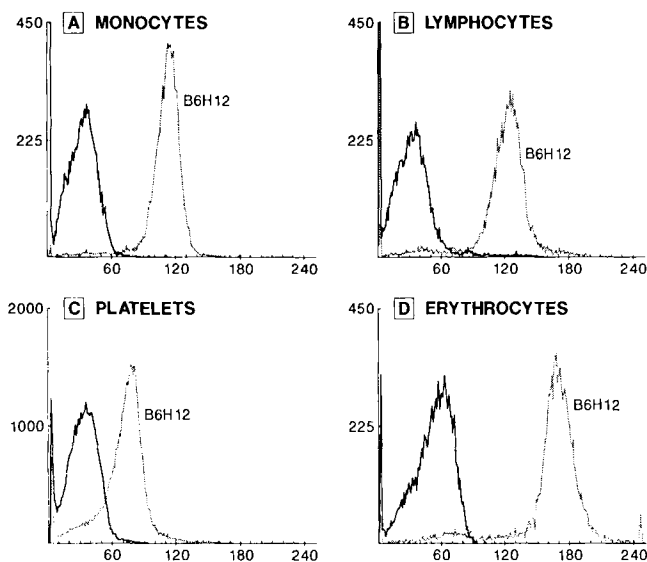 A MONOCYTES
450
225
B6H12
60 120 180 240
B LYMPHOCYTES
450
225
B6H12
60 120 180 240
C PLATELETS
2000
1000
B6H12
60 120 180 240
D ERYTHROCYTES
450
225
B6H12
60 120 180 240